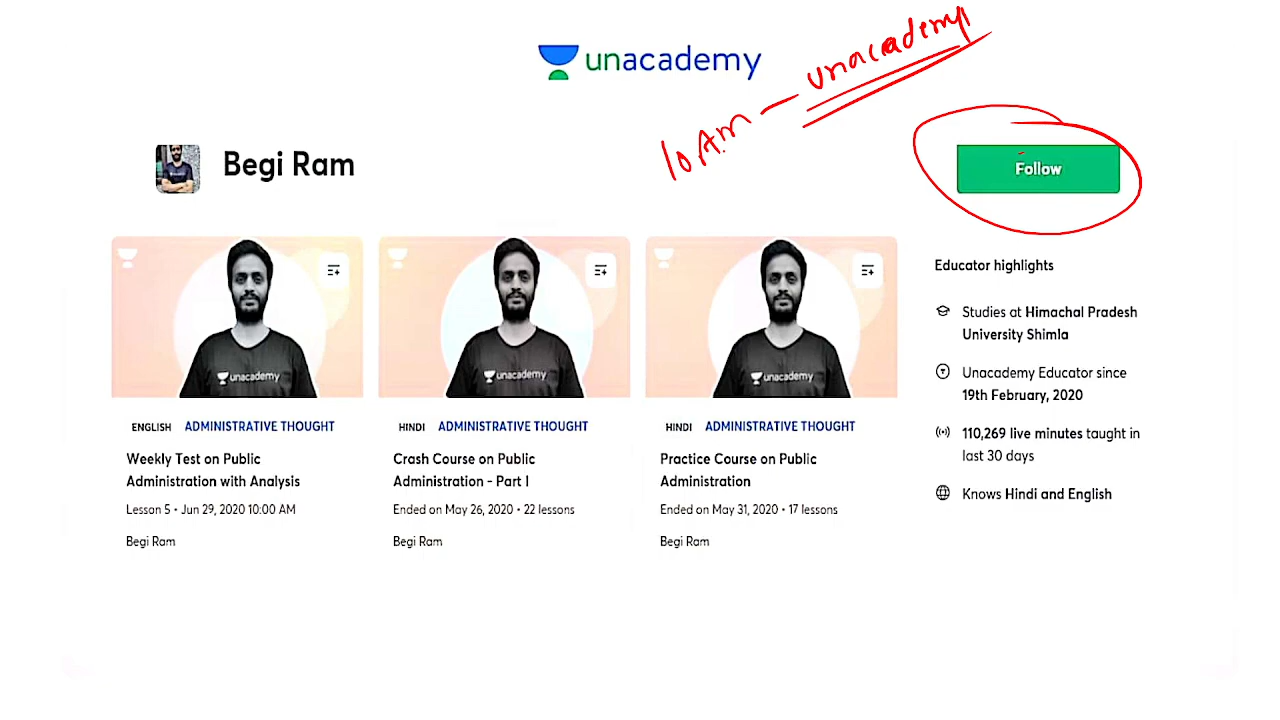 unacademy
10 A.M — unacademy
Begi Ram
Follow
unacademy
ENGLISH ADMINISTRATIVE THOUGHT
Weekly Test on Public
Administration with Analysis
Lesson 5 • Jun 29, 2020 10:00 AM
Begi Ram
unacademy
HINDI ADMINISTRATIVE THOUGHT
Crash Course on Public
Administration - Part I
Ended on May 26, 2020 • 22 lessons
Begi Ram
unacademy
HINDI ADMINISTRATIVE THOUGHT
Practice Course on Public
Administration
Ended on May 31, 2020 • 17 lessons
Begi Ram
Educator highlights
Studies at Himachal Pradesh
University Shimla
Unacademy Educator since
19th February, 2020
110,269 live minutes taught in
last 30 days
Knows Hindi and English